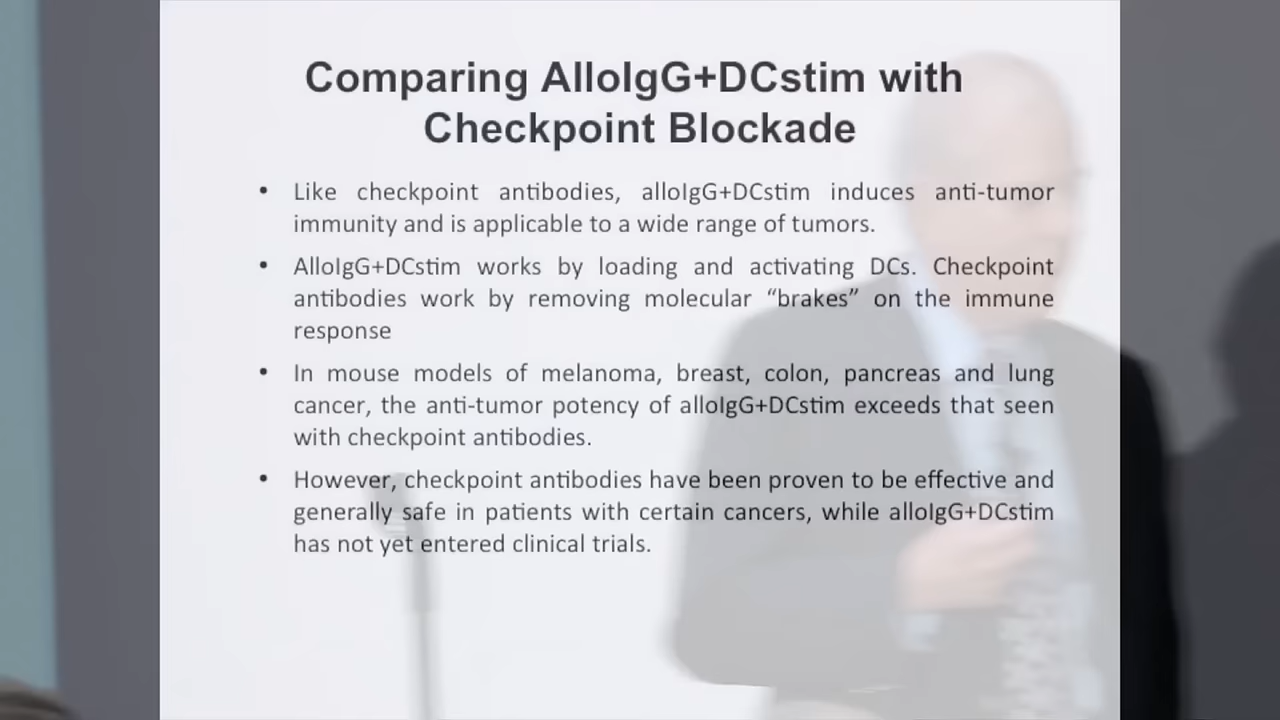 Comparing AlloIgG+DCstim with
Checkpoint Blockade
• Like checkpoint antibodies, alloIgG+DCstim induces anti-tumor
immunity and is applicable to a wide range of tumors.
• AlloIgG+DCstim works by loading and activating DCs. Checkpoint
antibodies work by removing molecular “brakes” on the immune
response
• In mouse models of melanoma, breast, colon, pancreas and lung
cancer, the anti-tumor potency of alloIgG+DCstim exceeds that seen
with checkpoint antibodies.
• However, checkpoint antibodies have been proven to be effective and
generally safe in patients with certain cancers, while alloIgG+DCstim
has not yet entered clinical trials.